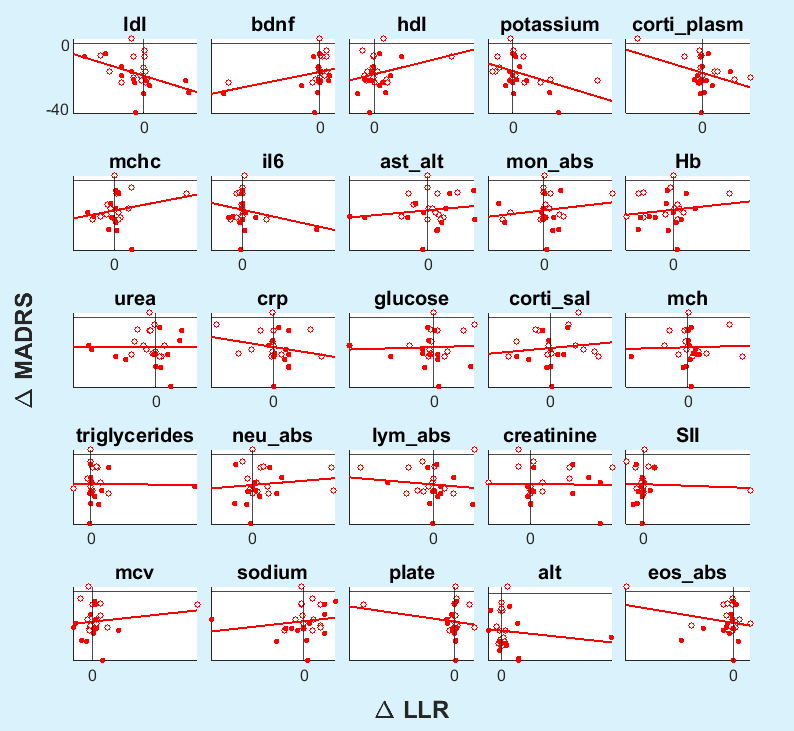 ldl bdnf hdl potassium corti_plasm
0
-40
0 0 0 0 0
mchc il6 ast_alt mon_abs Hb
0 0 0 0 0
urea crp glucose corti_sal mch
0 0 0 0 0
triglycerides neu_abs lym_abs creatinine SII
0 0 0 0 0
mcv sodium plate alt eos_abs
0 0 0 0 0
Δ MADRS
Δ LLR